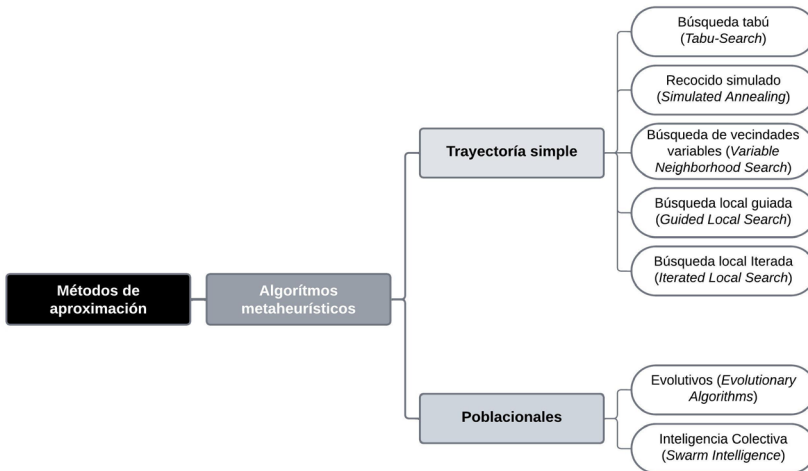 Métodos de
aproximación
Algorítmos
metaheurísticos
Trayectoría simple
Búsqueda tabú
(Tabu-Search)
Recocido simulado
(Simulated Annealing)
Búsqueda de vecindades
variables (Variable
Neighborhood Search)
Búsqueda local guiada
(Guided Local Search)
Búsqueda local Iterada
(Iterated Local Search)
Poblacionales
Evolutivos (Evolutionary
Algorithms)
Inteligencia Colectiva
(Swarm Intelligence)